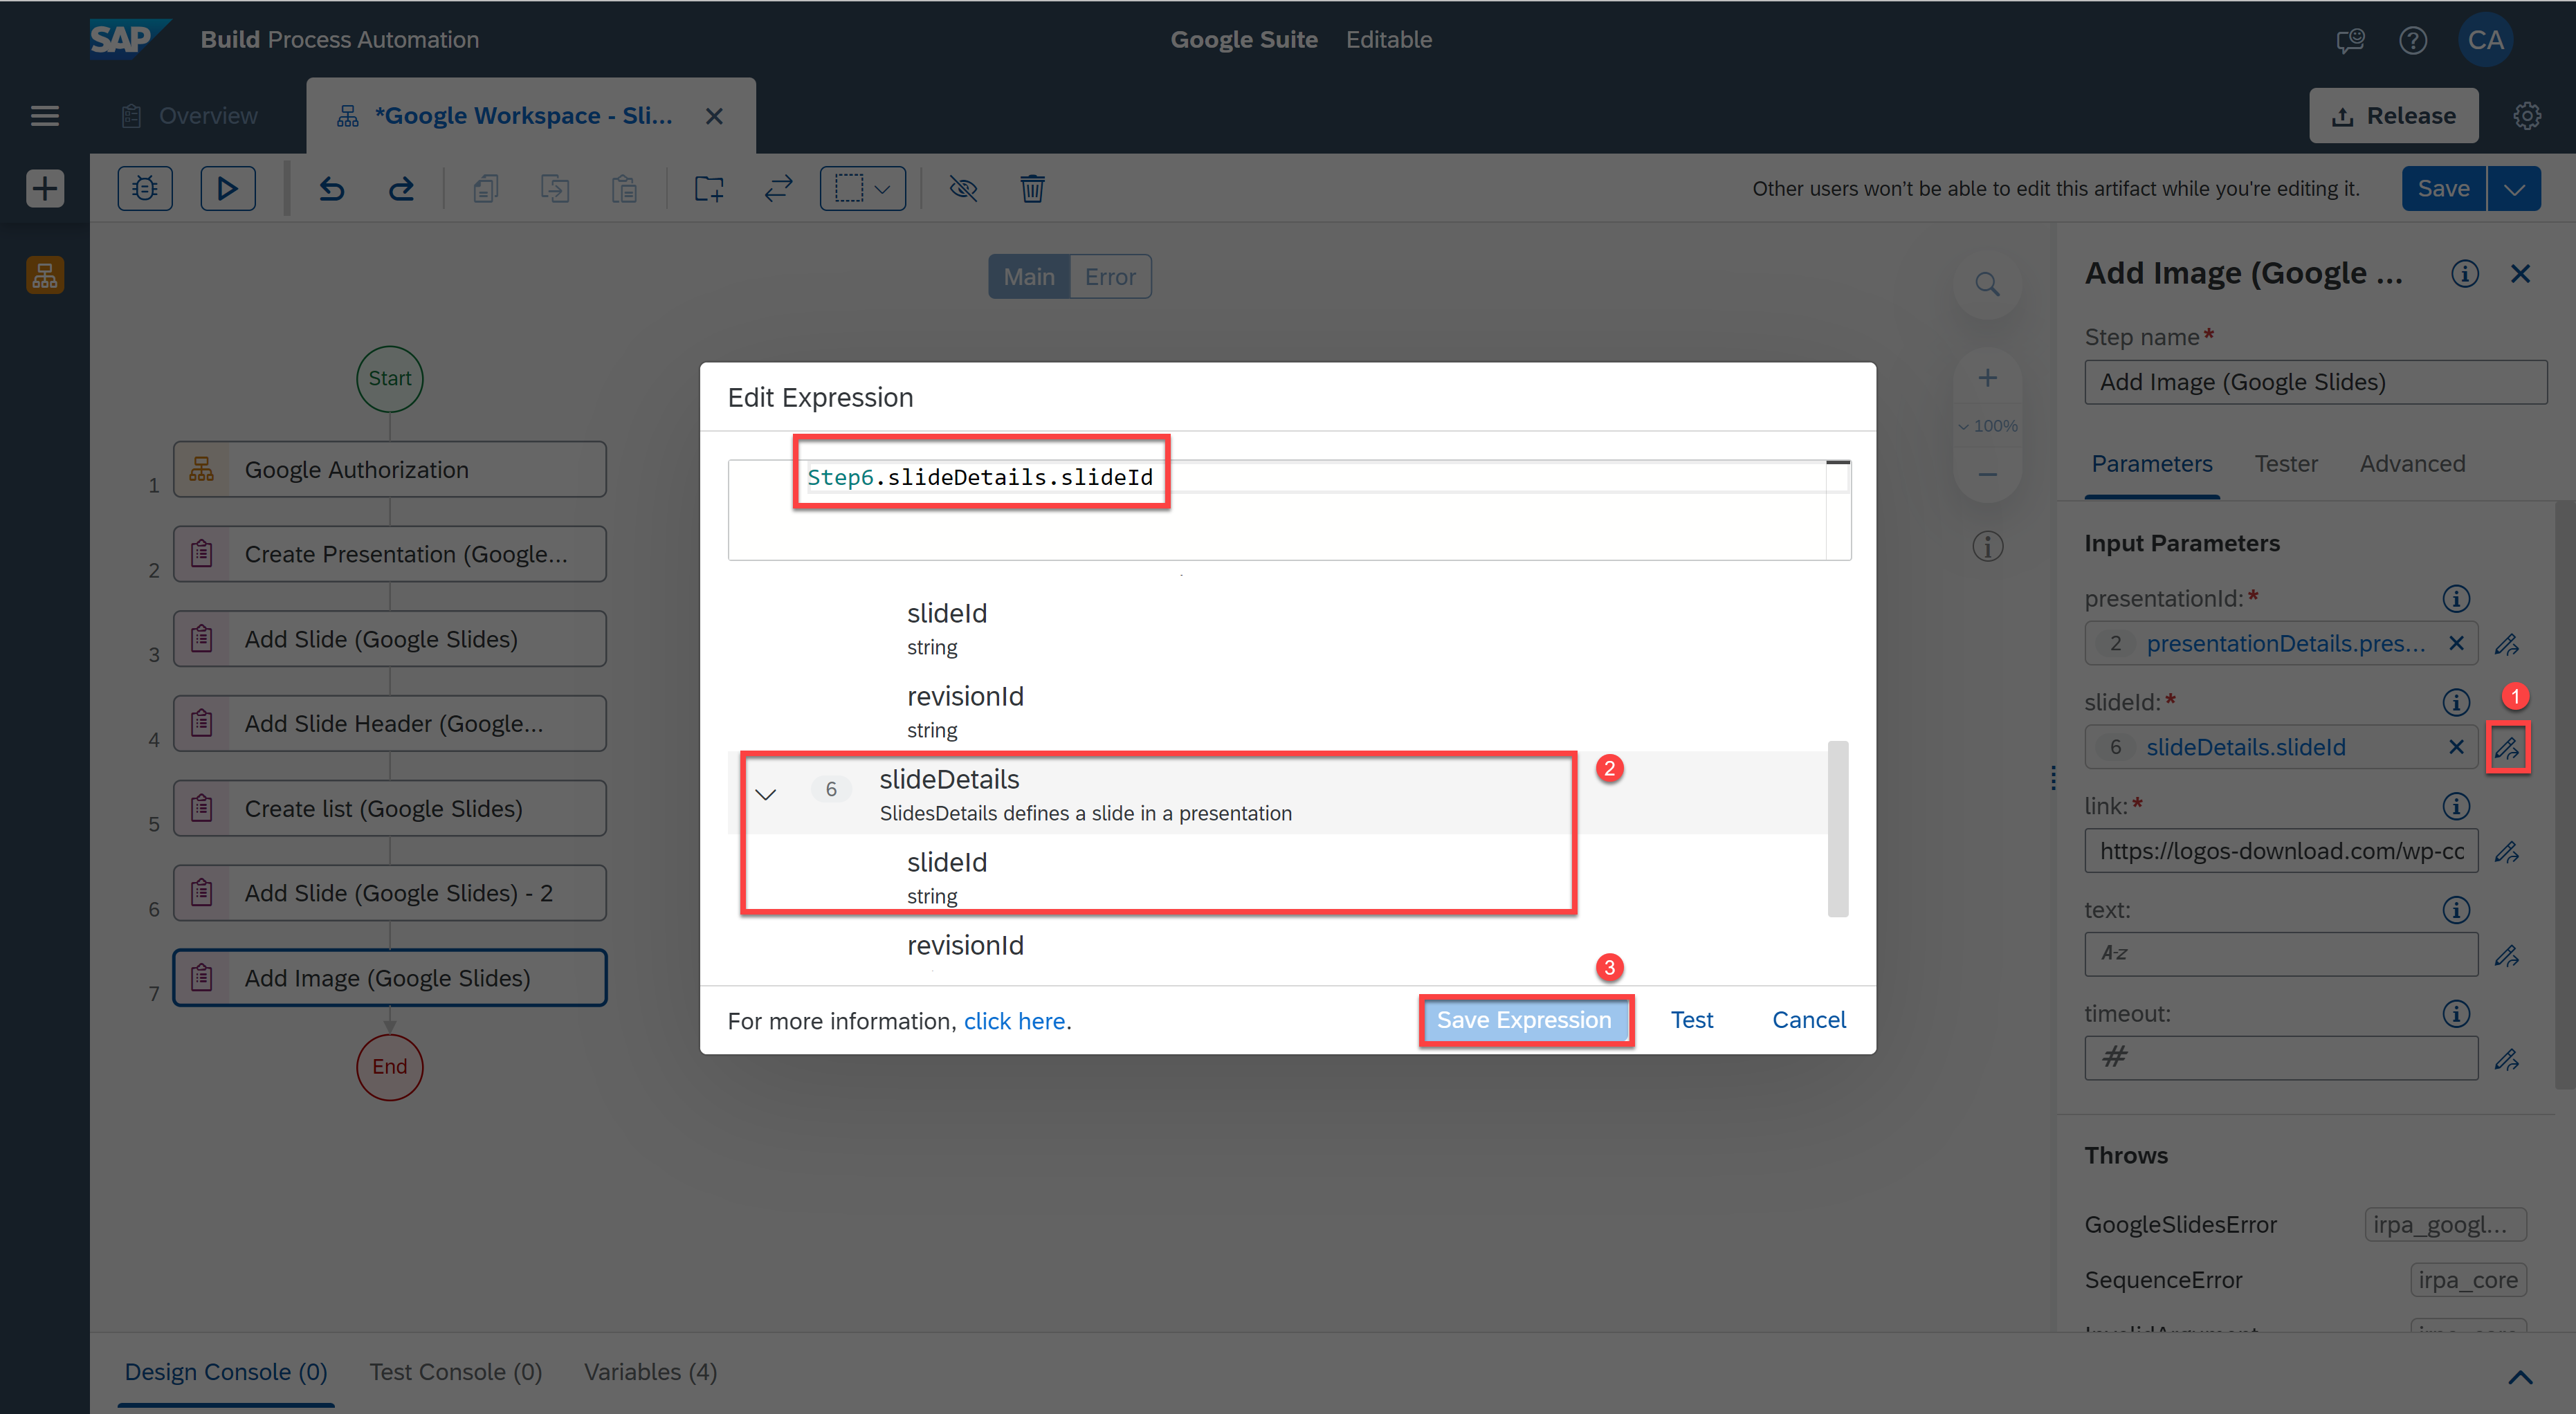 SAP
Build Process Automation
Google Suite Editable
CA
Overview
*Google Workspace - Sli...
Release
Other users won't be able to edit this artifact while you're editing it.
Save
Main
Error
Start
1
Google Authorization
2
Create Presentation (Google...
3
Add Slide (Google Slides)
4
Add Slide Header (Google...
5
Create list (Google Slides)
6
Add Slide (Google Slides) - 2
7
Add Image (Google Slides)
End
100%
Edit Expression
Step6.slideDetails.slideId
slideId
string
revisionId
string
6
slideDetails
SlidesDetails defines a slide in a presentation
slideId
string
revisionId
2
3
For more information, click here.
Save Expression
Test
Cancel
Add Image (Google ...
Step name*
Add Image (Google Slides)
Parameters
Tester
Advanced
Input Parameters
presentationId:*
2 presentationDetails.pres...
slideId:*
1
6 slideDetails.slideId
link:*
https://logos-download.com/wp-cc
text:
A-z
timeout:
#
Throws
GoogleSlidesError
irpa_googl...
SequenceError
irpa_core
Design Console (0)
Test Console (0)
Variables (4)